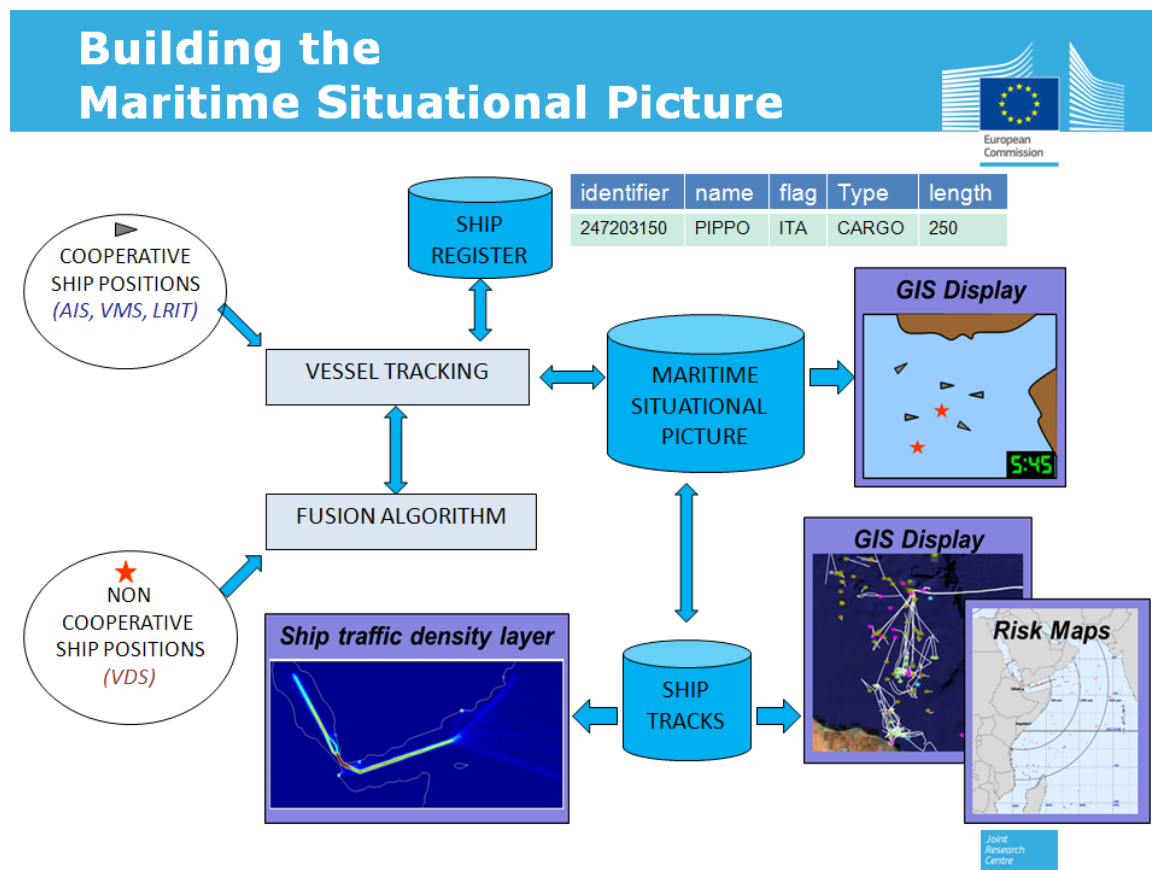 Building the
Maritime Situational Picture
European
Commission
identifier name flag Type length
247203150 PIPPO ITA CARGO 250
SHIP
REGISTER
COOPERATIVE
SHIP POSITIONS
(AIS, VMS, LRIT)
VESSEL TRACKING
MARITIME
SITUATIONAL
PICTURE
GIS Display
5:45
FUSION ALGORITHM
NON
COOPERATIVE
SHIP POSITIONS
(VDS)
Ship traffic density layer
SHIP
TRACKS
GIS Display
Risk Maps
Joint
Research
Centre